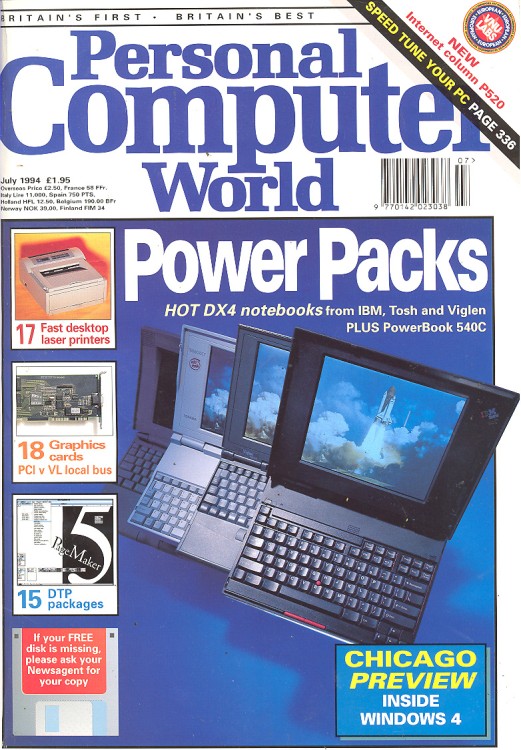 BRITAIN'S FIRST · BRITAIN'S BEST
Personal
Computer
World
NEW
Internet column P520
SPEED TUNE YOUR PC PAGE 336
VNU
LABS
EUROPEAN
July 1994 £1.95
Overseas Price £2.50, France 58 FFr,
Italy Lire 11,000, Spain 750 PTS,
Holland HFL 12.50, Belgium 190.00 BFr
Norway NOK 39.00, Finland FIM 34
07>
9 770142 023038
Power Packs
HOT DX4 notebooks from IBM, Tosh and Viglen
PLUS PowerBook 540C
17 Fast desktop
laser printers
18 Graphics
cards
PCI v VL local bus
5
PageMaker
15 DTP
packages
If your FREE
disk is missing,
please ask your
Newsagent for
your copy
CHICAGO
PREVIEW
INSIDE
WINDOWS 4